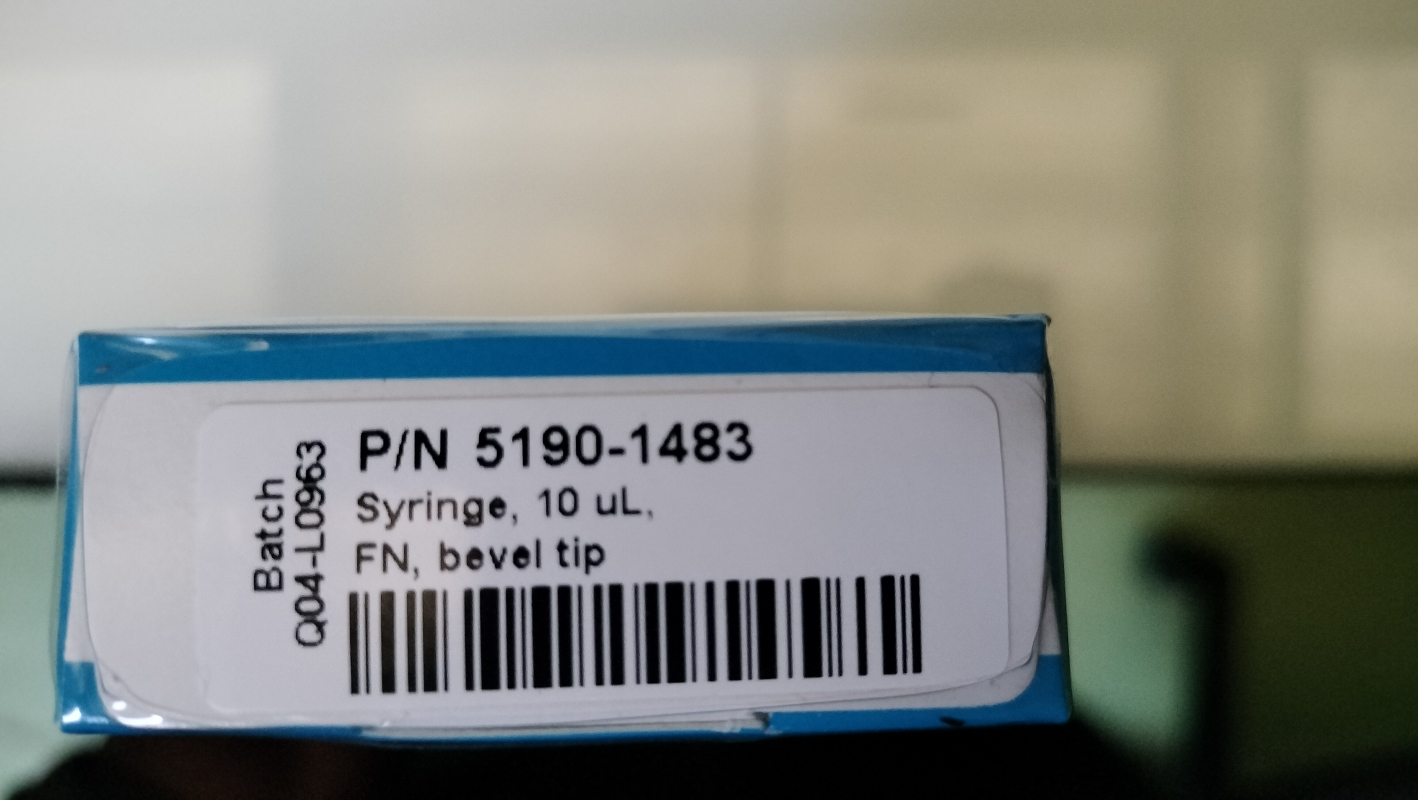 P/N 5190-1483
Syringe, 10 uL,
FN, bevel tip
Batch
Q04-L0963